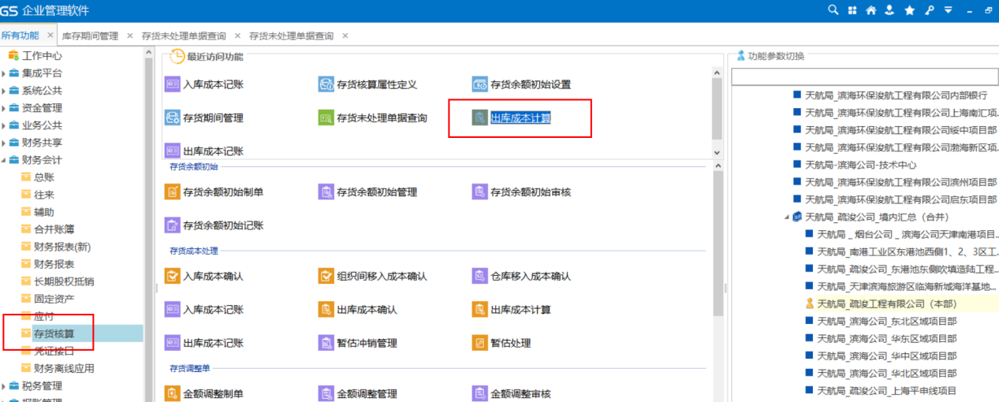 GS 企业管理软件
所有功能 × 库存期间管理 × 存货未处理单据查询 × 存货未处理单据查询 ×
工作中心
集成平台
系统公共
资金管理
业务公共
财务共享
财务会计
总账
往来
辅助
合并账簿
财务报表(新)
财务报表
长期股权抵销
固定资产
应付
存货核算
凭证接口
财务离线应用
税务管理
报账管理
最近访问功能
入库成本记账 存货核算属性定义 存货余额初始设置
存货期间管理 存货未处理单据查询 出库成本计算
出库成本记账
存货余额初始
存货余额初始制单 存货余额初始管理 存货余额初始审核
存货余额初始记账
存货成本处理
入库成本确认 组织间移入成本确认 仓库移入成本确认
入库成本记账 出库成本确认 出库成本计算
出库成本记账 暂估冲销管理 暂估处理
存货调整单
金额调整制单 金额调整管理 金额调整审核
功能参数切换
天航局_滨海环保浚航工程有限公司内部银行
天航局_滨海环保浚航工程有限公司上海南汇项...
天航局_滨海环保浚航工程有限公司绥中项目部
天航局_滨海环保浚航工程有限公司渤海新区项...
天航局-滨海公司-技术中心
天航局_滨海环保浚航工程有限公司滨州项目部
天航局_滨海环保浚航工程有限公司启东项目部
天航局_疏浚公司_境内汇总（合并）
天航局 _ 烟台公司 _ 滨海公司天津南港项目...
天航局_南港工业区东港池西侧1、2、3区工...
天航局_疏浚公司_东港池东侧吹填造陆工程...
天航局_天津滨海旅游区临海新城海洋基地...
天航局_疏浚工程有限公司（本部）
天航局_滨海公司_东北区域项目部
天航局_滨海公司_华东区域项目部
天航局_滨海公司_华中区域项目部
天航局_滨海公司_华北区域项目部
天航局_疏浚公司_上海平申线项目